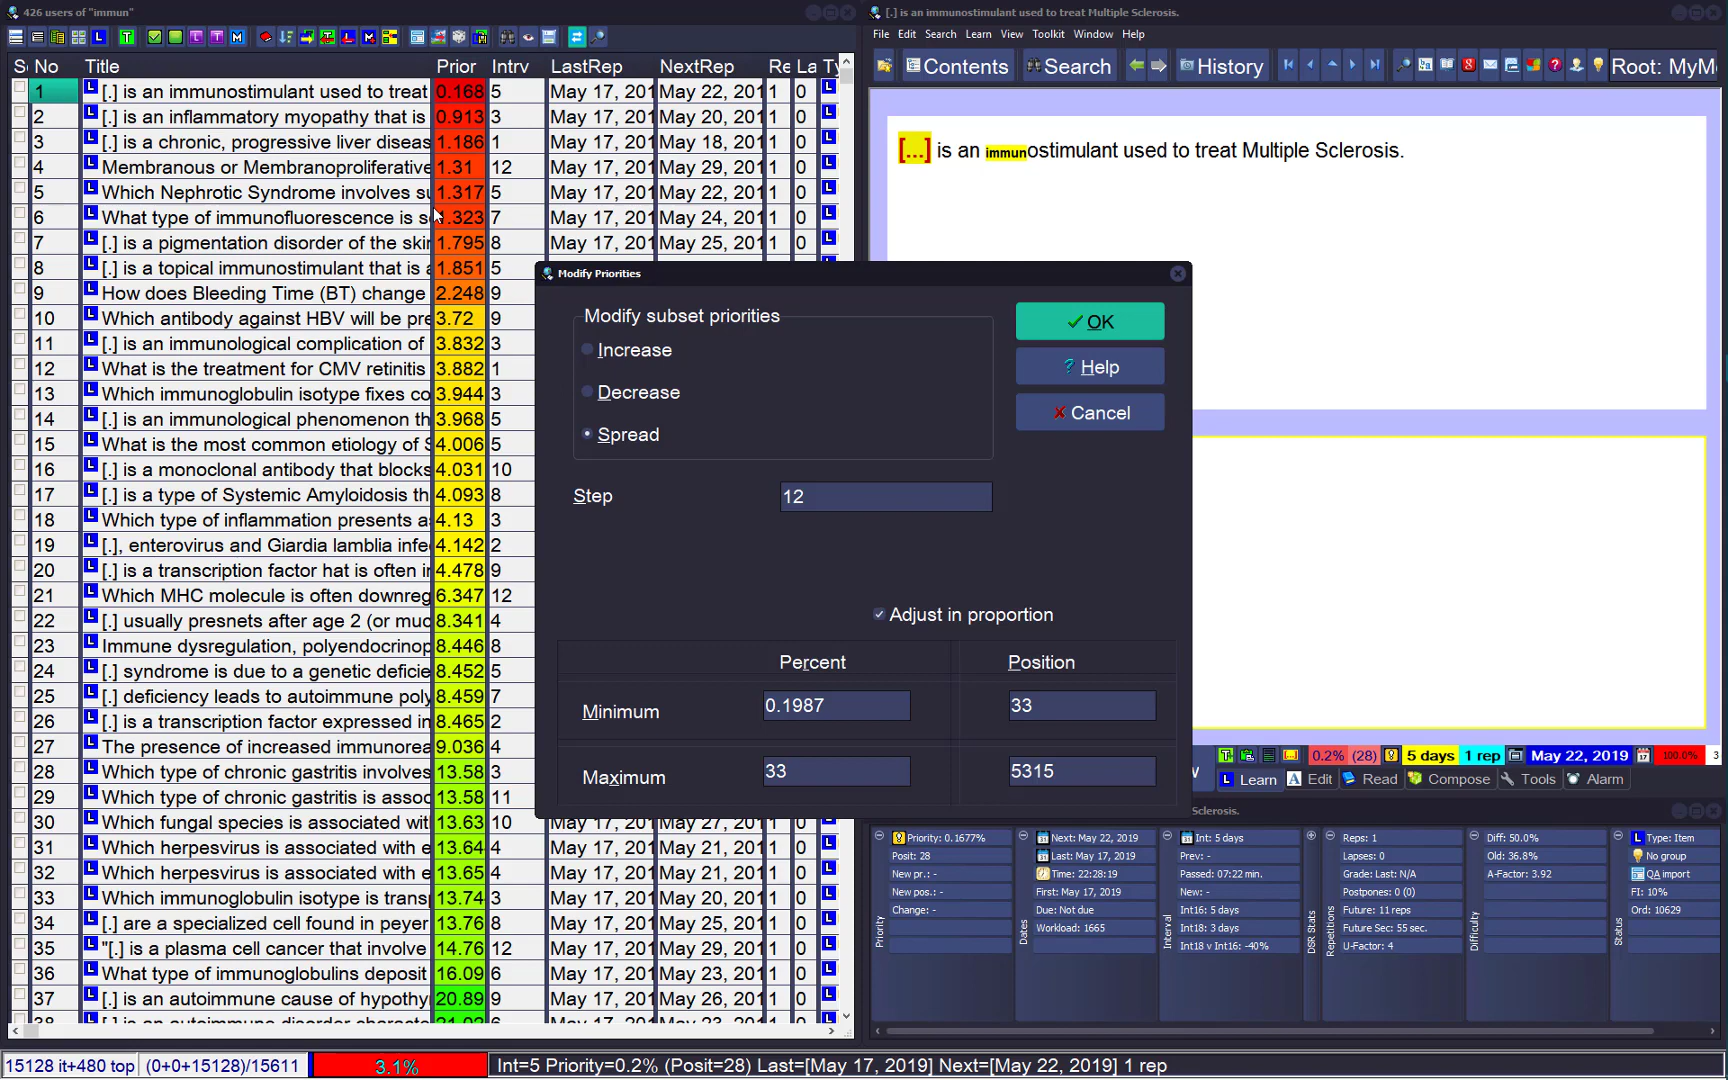 426 users of "immun"
No Title Prior Intrv LastRep NextRep Re La Ty
1 [.] is an immunostimulant used to treat 0.168 5 May 17, 201 May 22, 201 1 0
2 [.] is an inflammatory myopathy that is 0.913 3 May 17, 201 May 20, 201 1 0
3 [.] is a chronic, progressive liver diseas 1.186 1 May 17, 201 May 18, 201 1 0
4 Membranous or Membranoproliferative 1.31 12 May 17, 201 May 29, 201 1 0
5 Which Nephrotic Syndrome involves su 1.317 5 May 17, 201 May 22, 201 1 0
6 What type of immunofluorescence is se .323 7 May 17, 201 May 24, 201 1 0
7 [.] is a pigmentation disorder of the skin 1.795 8 May 17, 201 May 25, 201 1 0
8 [.] is a topical immunostimulant that is a 1.851 5
9 How does Bleeding Time (BT) change 2.248 9
10 Which antibody against HBV will be pre 3.72 9
11 [.] is an immunological complication of 3.832 3
12 What is the treatment for CMV retinitis 3.882 1
13 Which immunoglobulin isotype fixes co 3.944 3
14 [.] is an immunological phenomenon th 3.968 5
15 What is the most common etiology of S 4.006 5
16 [.] is a monoclonal antibody that blocks 4.031 10
17 [.] is a type of Systemic Amyloidosis th 4.093 8
18 Which type of inflammation presents as 4.13 3
19 [.], enterovirus and Giardia lamblia infe 4.142 2
20 [.] is a transcription factor hat is often in 4.478 9
21 Which MHC molecule is often downreg 6.347 12
22 [.] usually presnets after age 2 (or muc 8.341 4
23 Immune dysregulation, polyendocrinop 8.446 8
24 [.] syndrome is due to a genetic deficie 8.452 5
25 [.] deficiency leads to autoimmune poly 8.459 7
26 [.] is a transcription factor expressed in 8.465 2
27 The presence of increased immunorea 9.036 4
28 Which type of chronic gastritis involves 13.58 3
29 Which type of chronic gastritis is assoc 13.58 11
30 Which fungal species is associated with 13.63 10 May 17, 201 May 27, 201 1 0
31 Which herpesvirus is associated with e 13.64 4 May 17, 201 May 21, 201 1 0
32 Which herpesvirus is associated with e 13.65 4 May 17, 201 May 21, 201 1 0
33 Which immunoglobulin isotype is transp 13.74 3 May 17, 201 May 20, 201 1 0
34 [.] are a specialized cell found in peyer 13.76 8 May 17, 201 May 25, 201 1 0
35 "[.] is a plasma cell cancer that involve 14.76 12 May 17, 201 May 29, 201 1 0
36 What type of immunoglobulins deposit 16.09 6 May 17, 201 May 23, 201 1 0
37 [.] is an autoimmune cause of hypothy 20.89 9 May 17, 201 May 26, 201 1 0
15128 it+480 top (0+0+15128)/15611 3.1% Int=5 Priority=0.2% (Posit=28) Last=[May 17, 2019] Next=[May 22, 2019] 1 rep
[.] is an immunostimulant used to treat Multiple Sclerosis.
File Edit Search Learn View Toolkit Window Help
Contents Search History Root: MyM
[...] is an immunostimulant used to treat Multiple Sclerosis.
Modify Priorities
Modify subset priorities
Increase
Decrease
Spread
OK
Help
Cancel
Step 12
Adjust in proportion
Percent Position
Minimum 0.1987 33
Maximum 33 5315
0.2% (28) 5 days 1 rep May 22, 2019 100.0% 3
Learn Edit Read Compose Tools Alarm
Sclerosis.
Priority
Priority: 0.1677%
Posit: 28
New pr.: -
New pos.: -
Change: -
Dates
Next: May 22, 2019
Last: May 17, 2019
Time: 22:28:19
First: May 17, 2019
Due: Not due
Workload: 1665
Interval
Int: 5 days
Prev: -
Passed: 07:22 min.
New: -
Int16: 5 days
Int18: 3 days
Int18 v Int16: -40%
DSR Stats
Repetitions
Reps: 1
Lapses: 0
Grade: Last: N/A
Postpones: 0 (0)
Future: 11 reps
Future Sec: 55 sec.
U-Factor: 4
Difficulty
Diff: 50.0%
Old: 36.8%
A-Factor: 3.92
Status
Type: Item
No group
QA import
FI: 10%
Ord: 10629